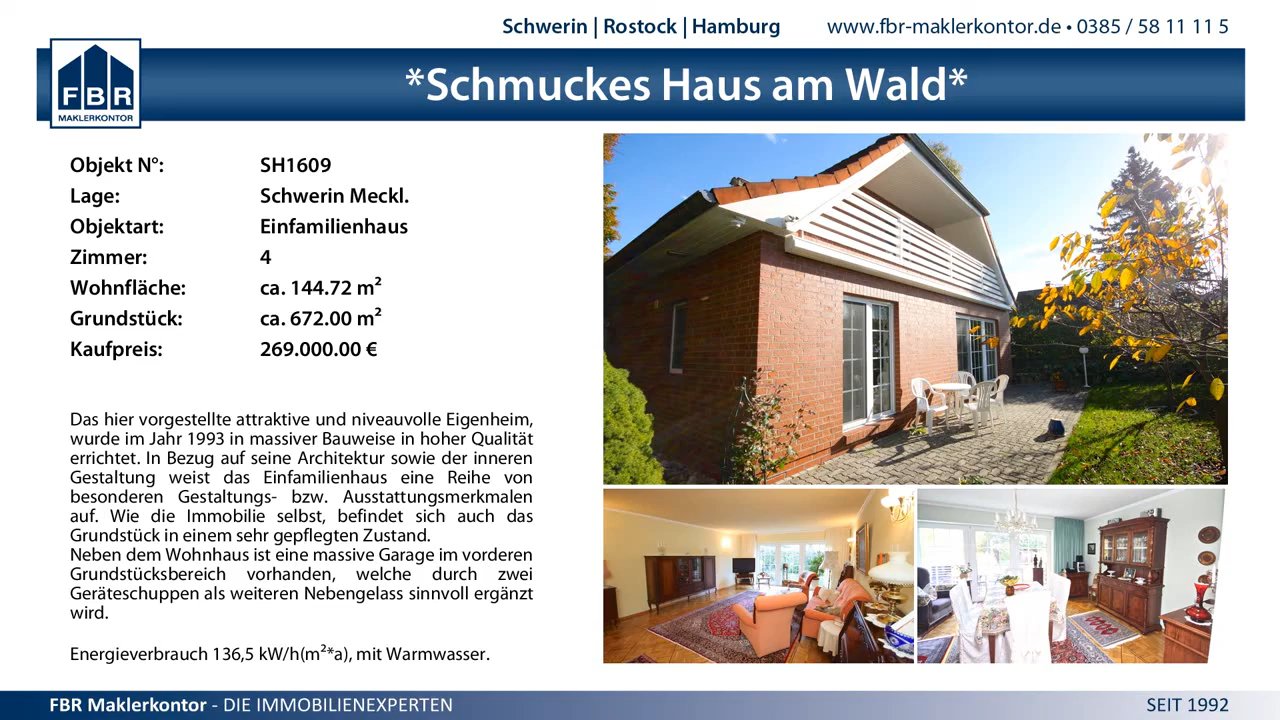 Schwerin | Rostock | Hamburg www.fbr-maklerkontor.de • 0385 / 58 11 11 5
FBR
MAKLERKONTOR
*Schmuckes Haus am Wald*
Objekt N°: SH1609
Lage: Schwerin Meckl.
Objektart: Einfamilienhaus
Zimmer: 4
Wohnfläche: ca. 144.72 m²
Grundstück: ca. 672.00 m²
Kaufpreis: 269.000.00 €
Das hier vorgestellte attraktive und niveauvolle Eigenheim,
wurde im Jahr 1993 in massiver Bauweise in hoher Qualität
errichtet. In Bezug auf seine Architektur sowie der inneren
Gestaltung weist das Einfamilienhaus eine Reihe von
besonderen Gestaltungs- bzw. Ausstattungsmerkmalen
auf. Wie die Immobilie selbst, befindet sich auch das
Grundstück in einem sehr gepflegten Zustand.
Neben dem Wohnhaus ist eine massive Garage im vorderen
Grundstücksbereich vorhanden, welche durch zwei
Geräteschuppen als weiteren Nebengelass sinnvoll ergänzt
wird.
Energieverbrauch 136,5 kW/h(m²*a), mit Warmwasser.
FBR Maklerkontor - DIE IMMOBILIENEXPERTEN SEIT 1992